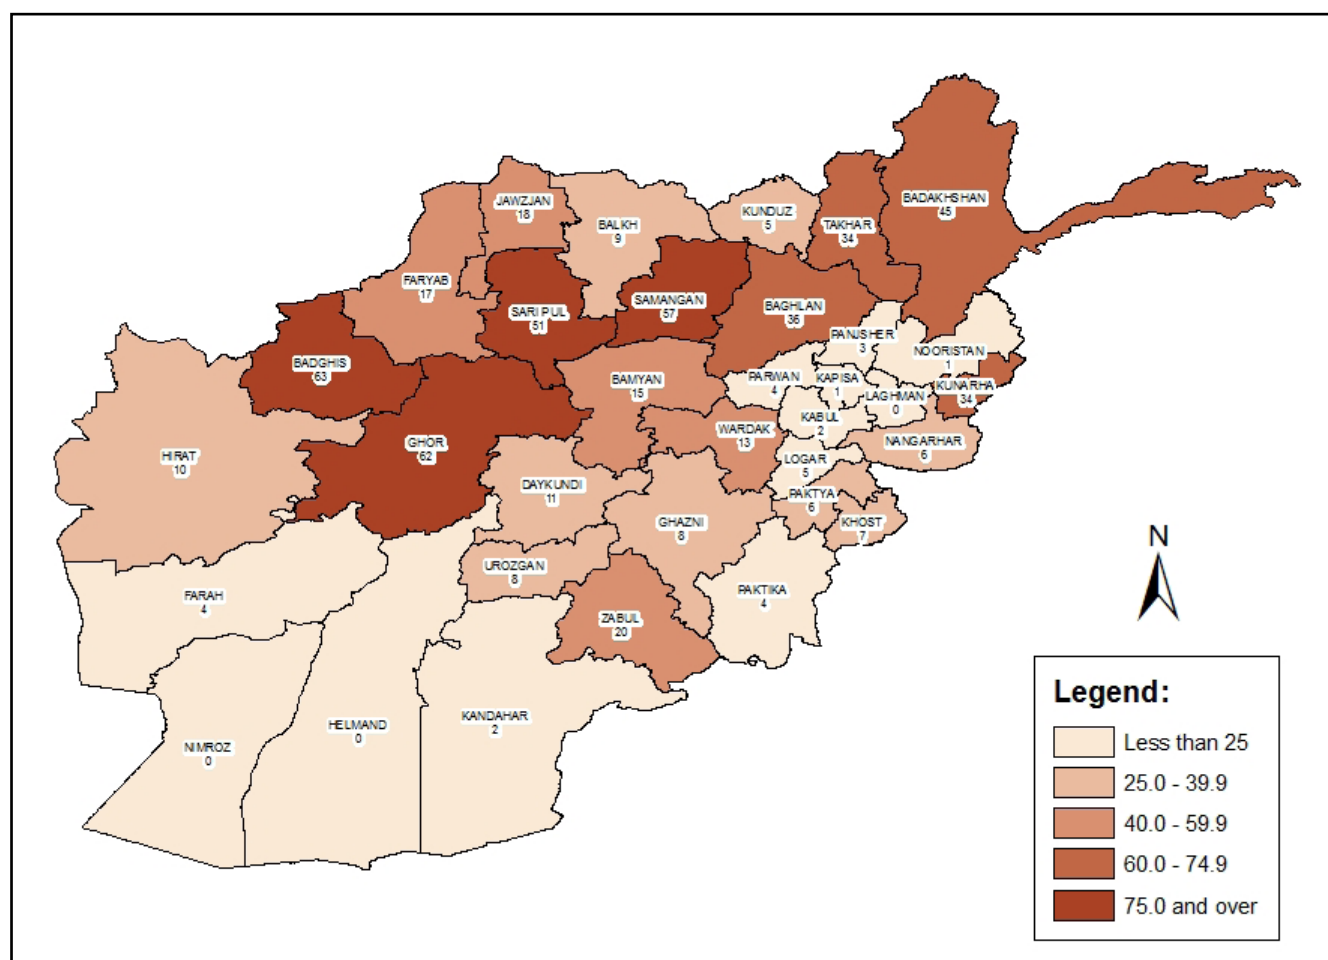 JAWZJAN
18
BALKH
9
KUNDUZ
5
TAKHAR
34
BADAKHSHAN
45
FARYAB
17
SARIPUL
51
SAMANGAN
57
BAGHLAN
36
PANJSHER
3
NOORISTAN
1
BADGHIS
63
BAMYAN
15
PARWAN
4
KAPISA
1
LAGHMAN
0
KUNARHA
34
KABUL
2
WARDAK
13
NANGARHAR
6
HIRAT
10
GHOR
62
LOGAR
5
DAYKUNDI
11
PAKTYA
6
GHAZNI
8
KHOST
7
UROZGAN
8
PAKTIKA
4
FARAH
4
ZABUL
20
KANDAHAR
2
HELMAND
0
NIMROZ
0
N
Legend:
Less than 25
25.0 - 39.9
40.0 - 59.9
60.0 - 74.9
75.0 and over